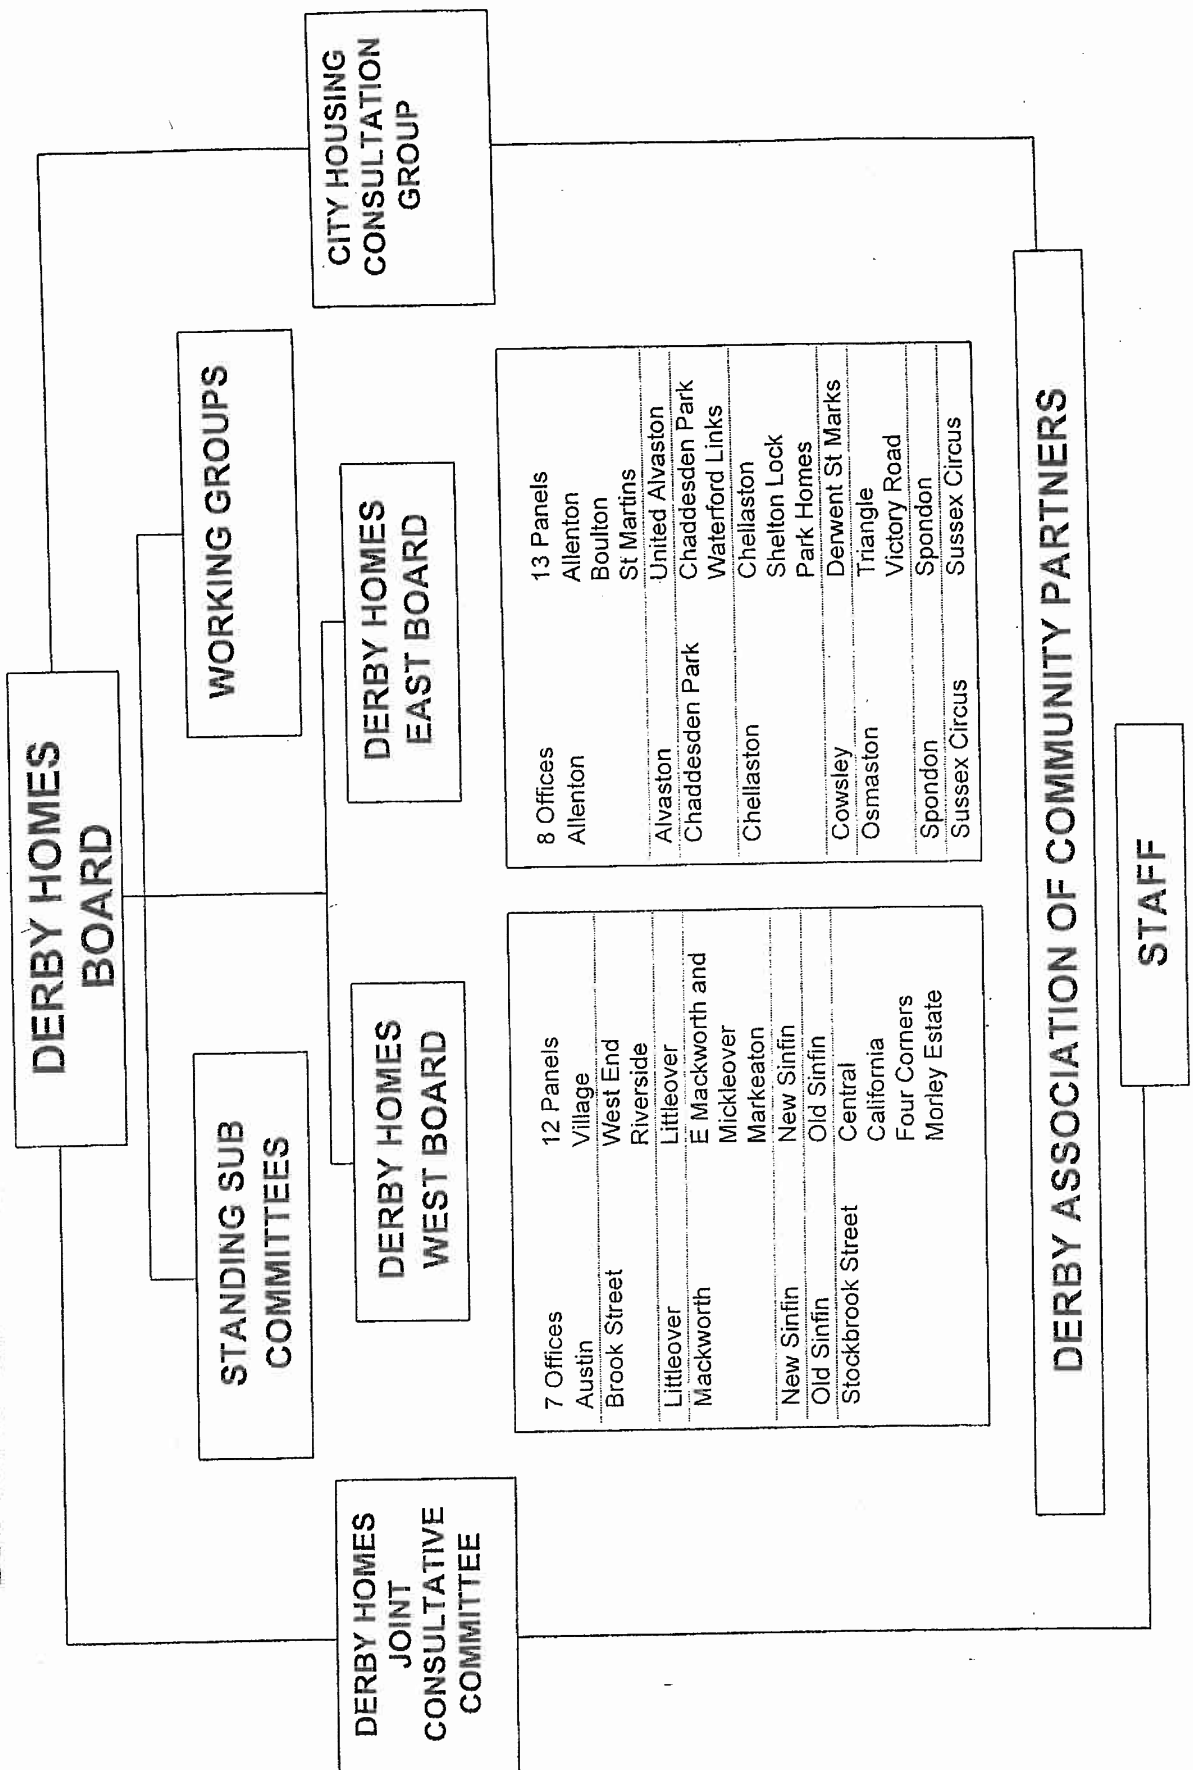 DERBY HOMES
BOARD
STANDING SUB
COMMITTEES
WORKING GROUPS
DERBY HOMES
JOINT
CONSULTATIVE
COMMITTEE
DERBY HOMES
WEST BOARD
DERBY HOMES
EAST BOARD
CITY HOUSING
CONSULTATION
GROUP
7 Offices 12 Panels
Austin Village
Brook Street West End
Riverside
Littleover Littleover
Mackworth E Mackworth and
Mickleover
Markeaton
New Sinfin New Sinfin
Old Sinfin Old Sinfin
Stockbrook Street Central
California
Four Corners
Morley Estate
8 Offices 13 Panels
Allenton Allenton
Boulton
St Martins
Alvaston United Alvaston
Chaddesden Park Chaddesden Park
Waterford Links
Chellaston Chellaston
Shelton Lock
Park Homes
Cowsley Derwent St Marks
Osmaston Triangle
Victory Road
Spondon Spondon
Sussex Circus Sussex Circus
DERBY ASSOCIATION OF COMMUNITY PARTNERS
STAFF